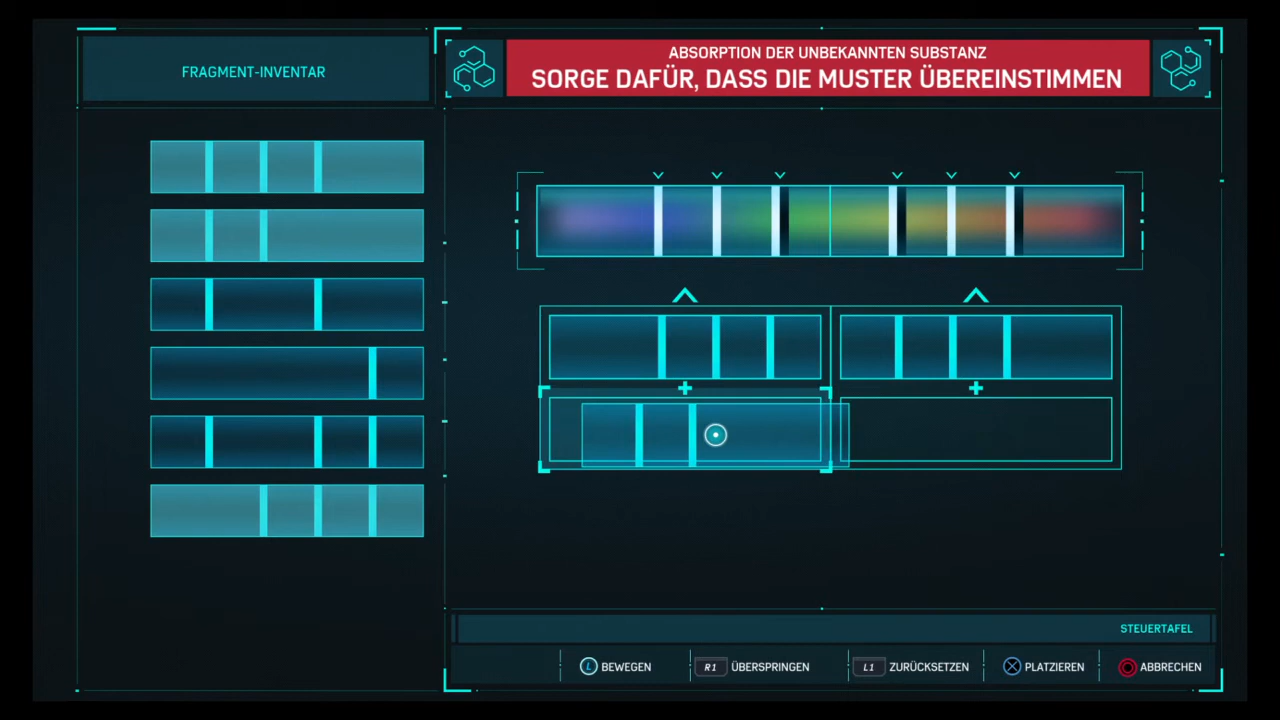 FRAGMENT-INVENTAR
ABSORPTION DER UNBEKANNTEN SUBSTANZ
SORGE DAFÜR, DASS DIE MUSTER ÜBEREINSTIMMEN
STEUERTAFEL
L BEWEGEN R1 ÜBERSPRINGEN L1 ZURÜCKSETZEN PLATZIEREN ABBRECHEN